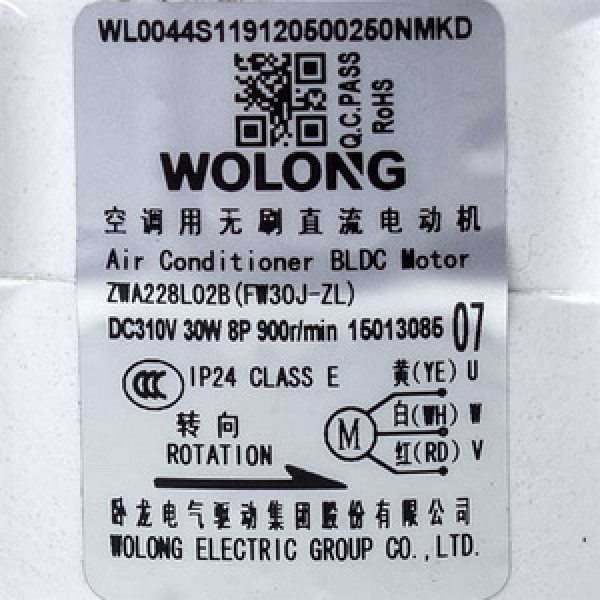 WL0044S119120500250NMKD
Q.C.PASS
RoHS
WOLONG
空调用无刷直流电动机
Air Conditioner BLDC Motor
ZWA228L02B(FW30J-ZL)
DC310V 30W 8P 900r/min 15013085 07
CCC IP24 CLASS E
黄(YE) U
白(WH) W
M
红(RD) V
转向
ROTATION
卧龙电气驱动集团股份有限公司
WOLONG ELECTRIC GROUP CO.,LTD.